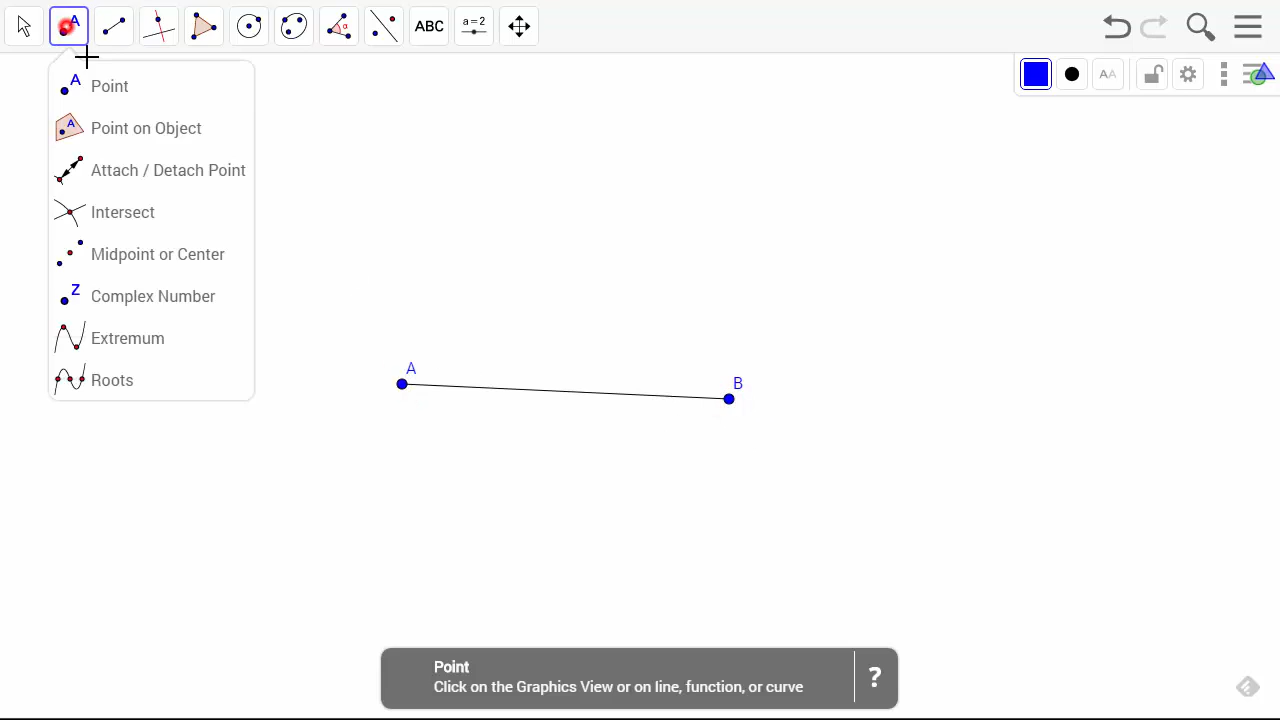 A
α
ABC
a=2
AA
Point
A
Point on Object
Attach / Detach Point
Intersect
Midpoint or Center
Z
Complex Number
Extremum
Roots
A
A
B
Point
Click on the Graphics View or on line, function, or curve
?